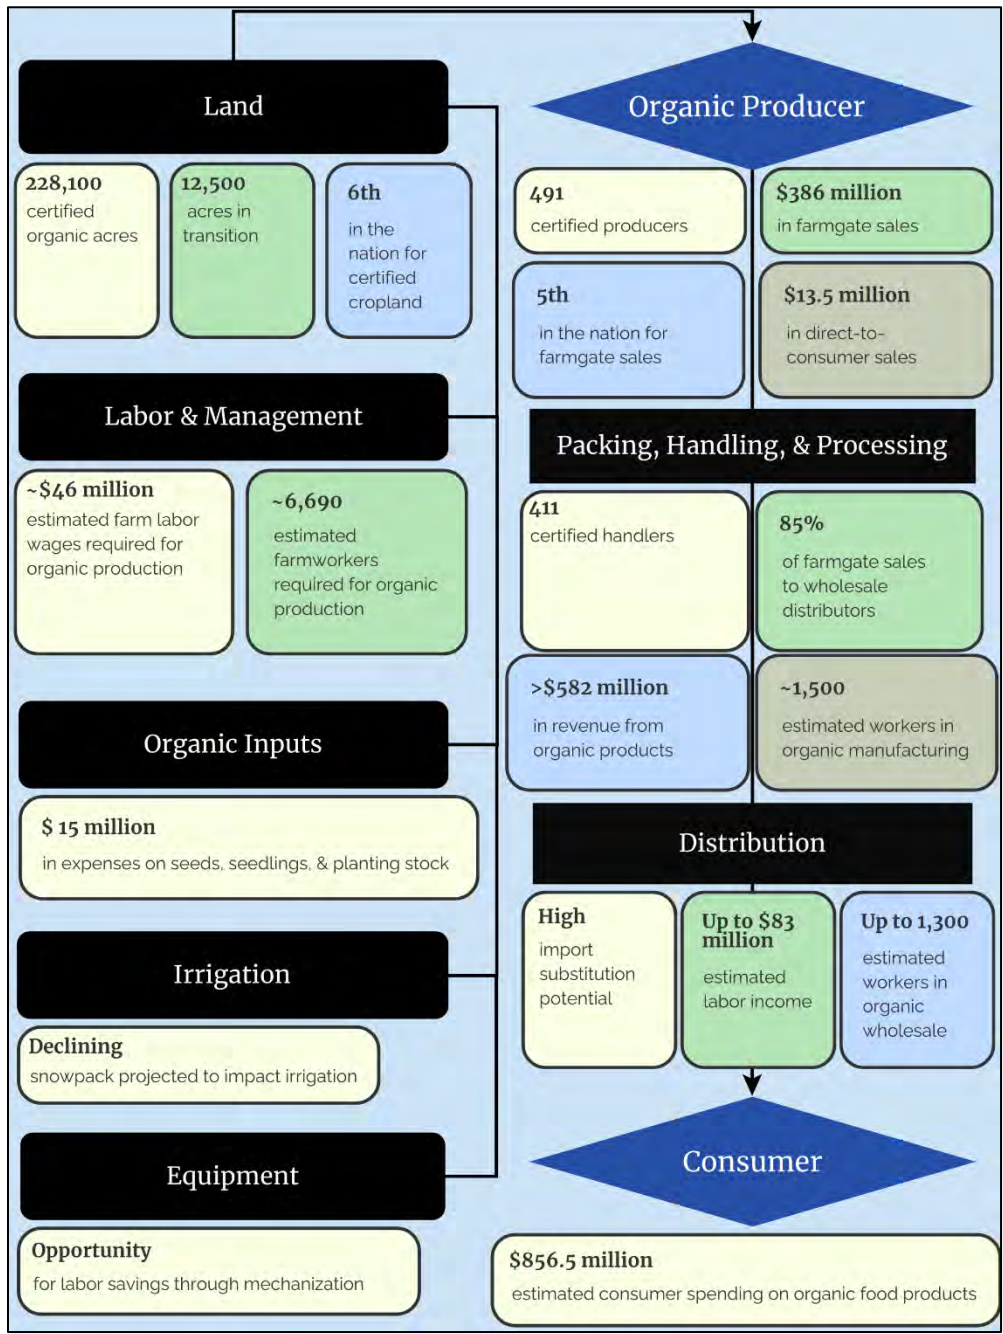 Land
228,100
certified
organic acres
12,500
acres in
transition
6th
in the
nation for
certified
cropland
Labor & Management
~$46 million
estimated farm labor
wages required for
organic production
~6,690
estimated
farmworkers
required for organic
production
Organic Inputs
$ 15 million
in expenses on seeds, seedlings, & planting stock
Irrigation
Declining
snowpack projected to impact irrigation
Equipment
Opportunity
for labor savings through mechanization
Organic Producer
491
certified producers
$386 million
in farmgate sales
5th
in the nation for
farmgate sales
$13.5 million
in direct-to-
consumer sales
Packing, Handling, & Processing
411
certified handlers
85%
of farmgate sales
to wholesale
distributors
>$582 million
in revenue from
organic products
~1,500
estimated workers in
organic manufacturing
Distribution
High
import
substitution
potential
Up to $83
million
estimated
labor income
Up to 1,300
estimated
workers in
organic
wholesale
Consumer
$856.5 million
estimated consumer spending on organic food products